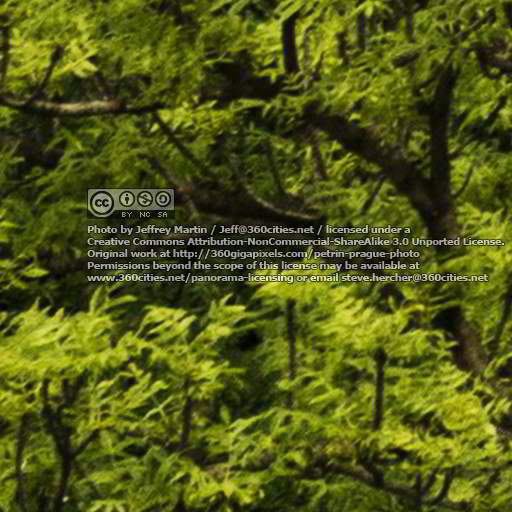 cc BY NC SA
Photo by Jeffrey Martin / Jeff@360cities.net / licensed under a
Creative Commons Attribution-NonCommercial-ShareAlike 3.0 Unported License.
Original work at http://360gigapixels.com/petrin-prague-photo
Permissions beyond the scope of this license may be available at
www.360cities.net/panorama-licensing or email steve.hercher@360cities.net